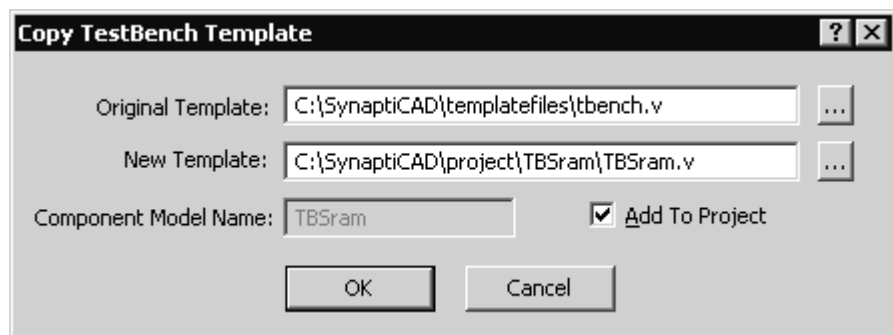 Copy TestBench Template ?
Original Template: C:\SynaptiCAD\templatefiles\tbench.v ...
New Template: C:\SynaptiCAD\project\TBSram\TBSram.v ...
Component Model Name: TBSram Add To Project
OK Cancel